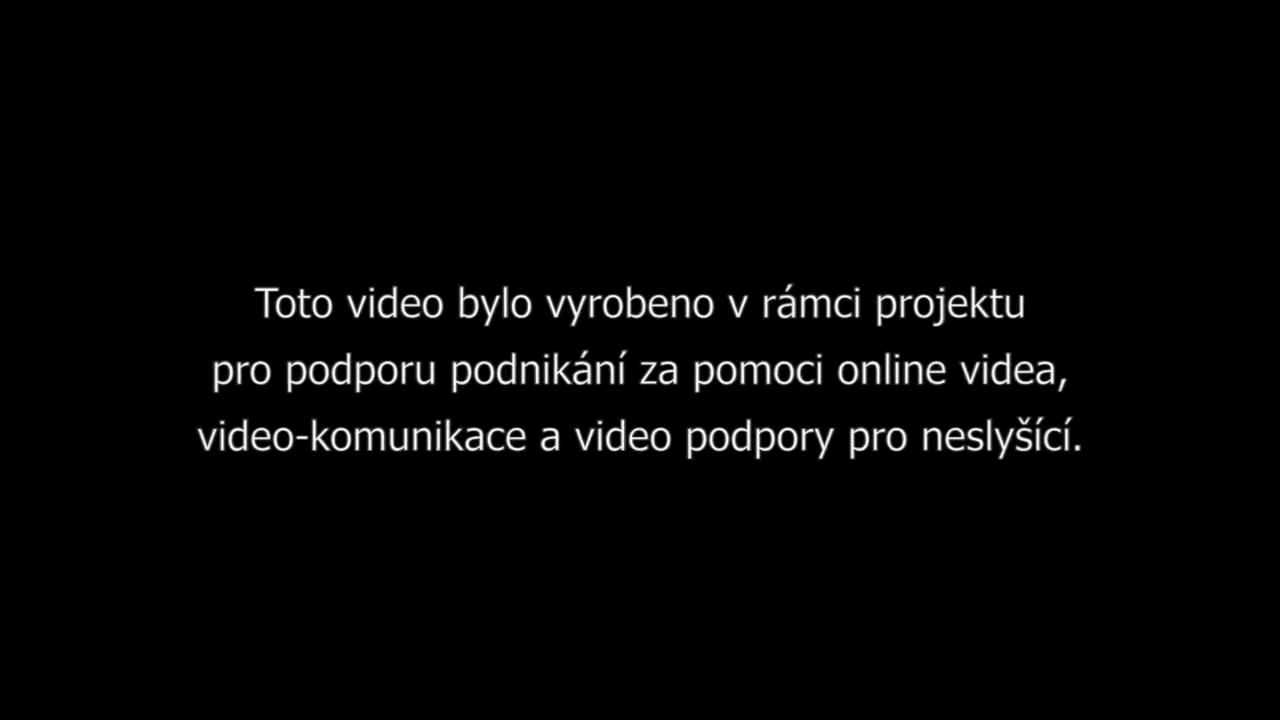 Toto video bylo vyrobeno v rámci projektu
pro podporu podnikání za pomoci online videa,
video-komunikace a video podpory pro neslyšící.